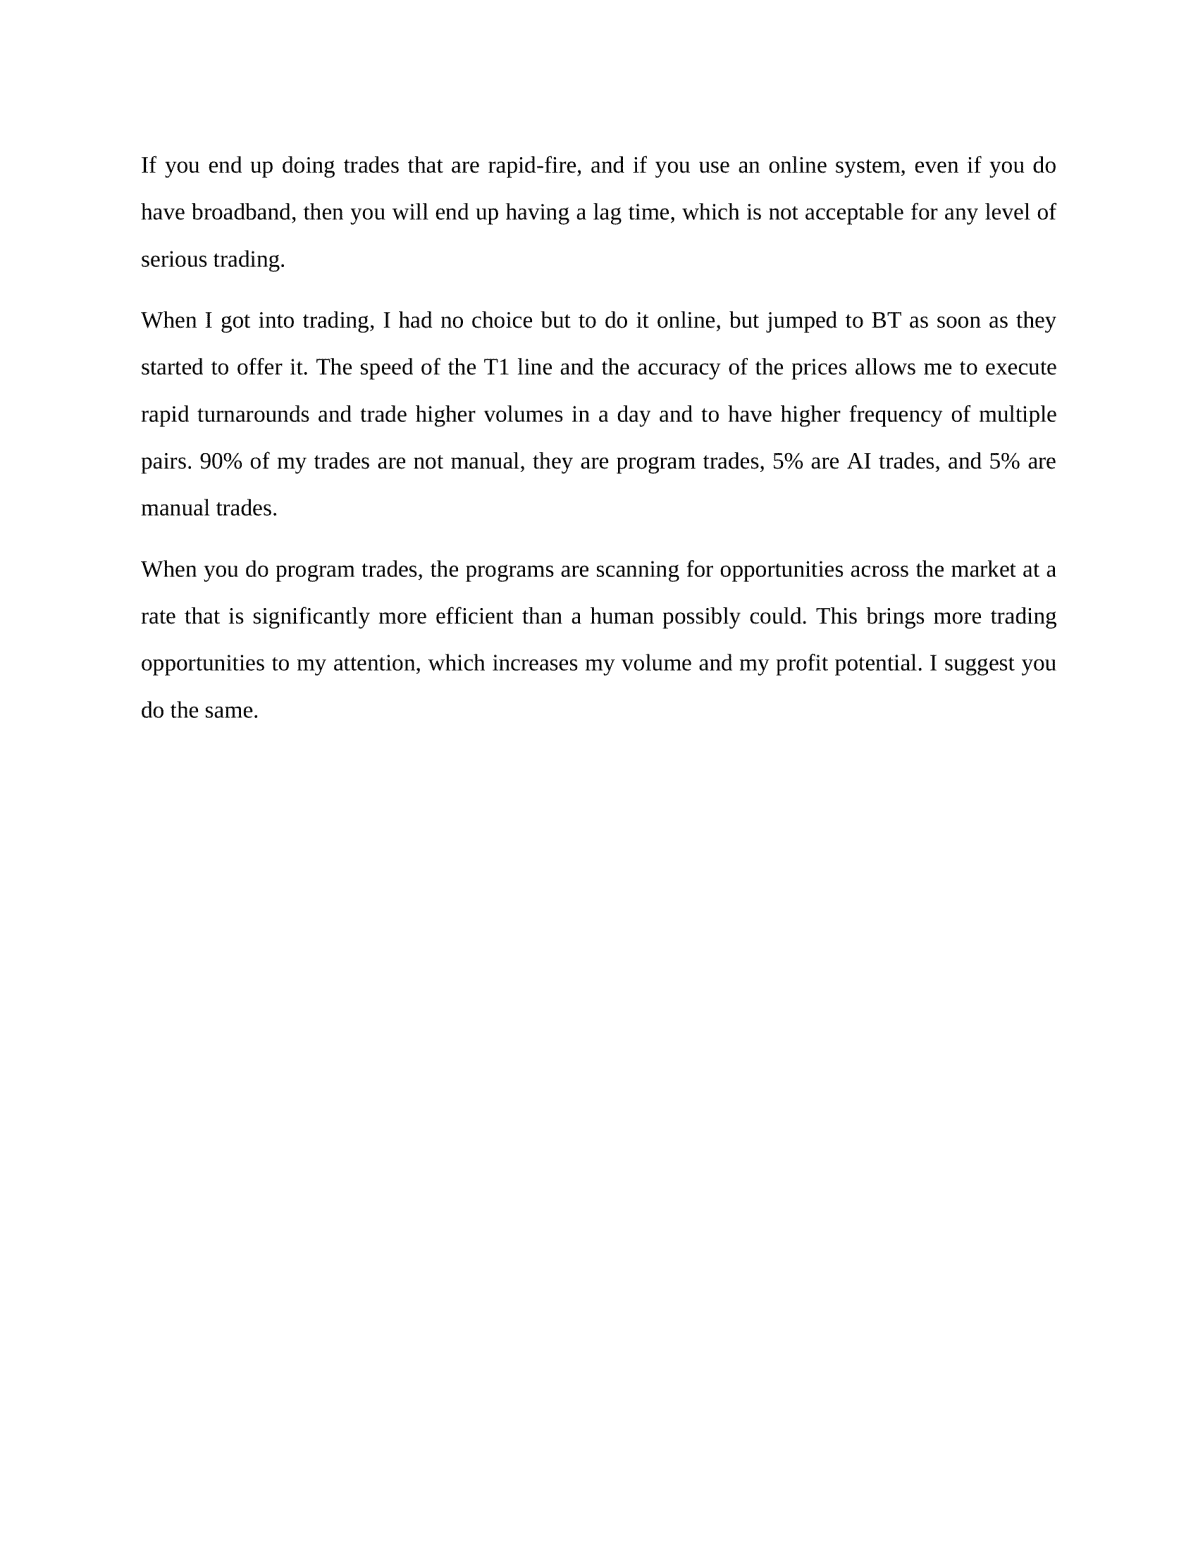 If you end up doing trades that are rapid-fire, and if you use an online system, even if you do
have broadband, then you will end up having a lag time, which is not acceptable for any level of
serious trading.
When I got into trading, I had no choice but to do it online, but jumped to BT as soon as they
started to offer it. The speed of the T1 line and the accuracy of the prices allows me to execute
rapid turnarounds and trade higher volumes in a day and to have higher frequency of multiple
pairs. 90% of my trades are not manual, they are program trades, 5% are AI trades, and 5% are
manual trades.
When you do program trades, the programs are scanning for opportunities across the market at a
rate that is significantly more efficient than a human possibly could. This brings more trading
opportunities to my attention, which increases my volume and my profit potential. I suggest you
do the same.